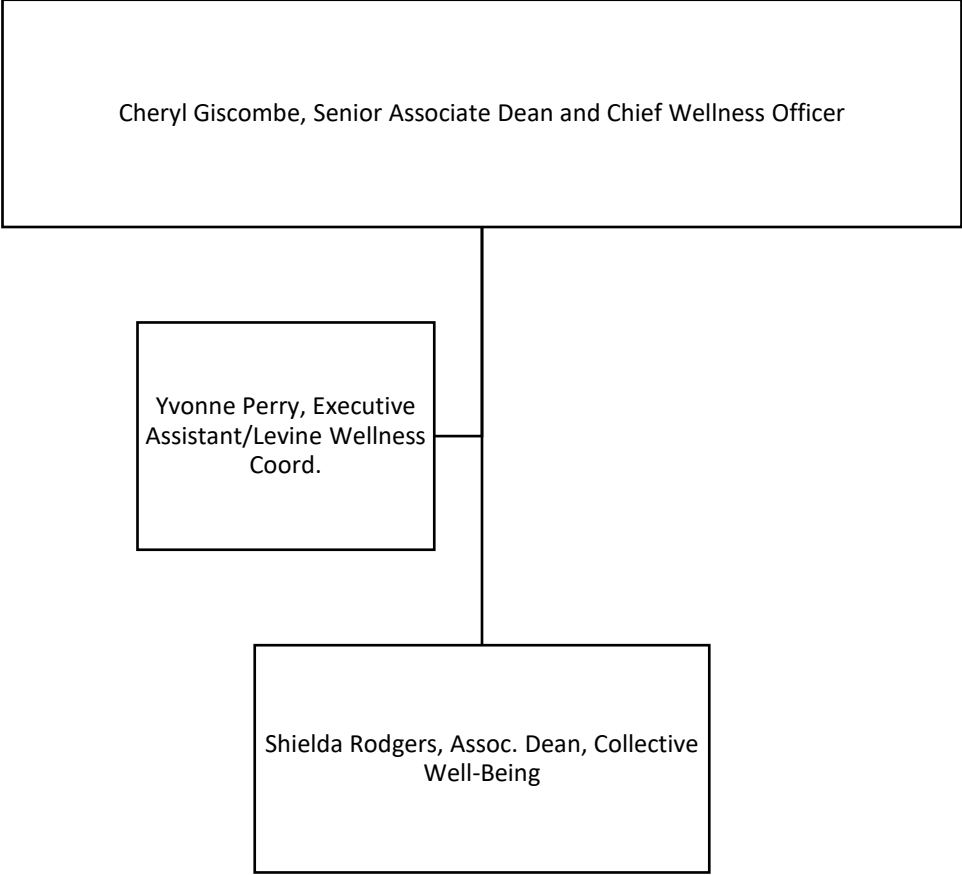 Cheryl Giscombe, Senior Associate Dean and Chief Wellness Officer
Yvonne Perry, Executive
Assistant/Levine Wellness
Coord.
Shielda Rodgers, Assoc. Dean, Collective
Well-Being